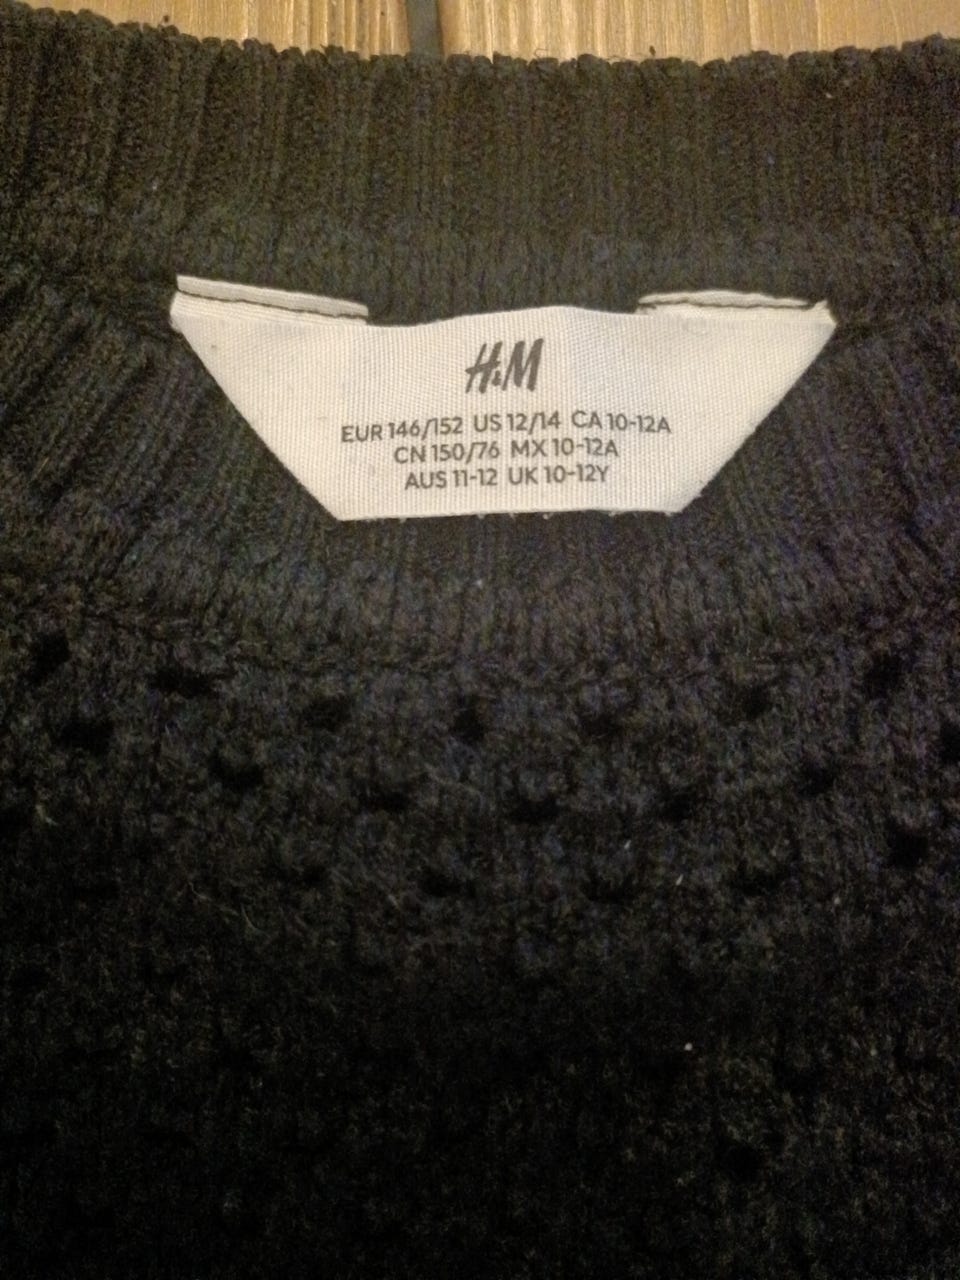 H&M
EUR 146/152 US 12/14 CA 10-12A
CN 150/76 MX 10-12A
AUS 11-12 UK 10-12Y